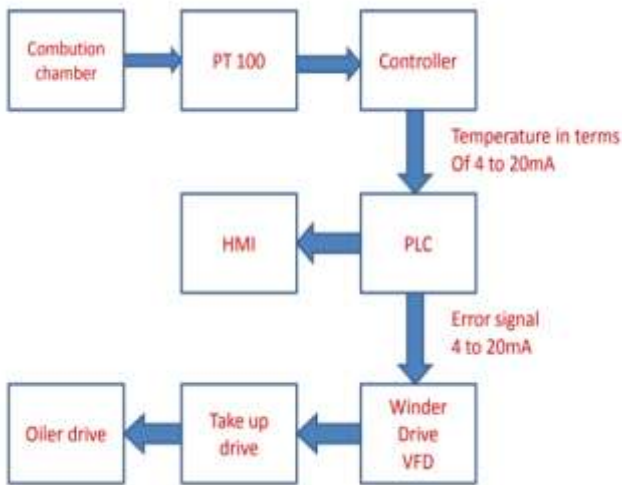 Combution
chamber
PT 100
Controller
Temperature in terms
Of 4 to 20mA
HMI
PLC
Error signal
4 to 20mA
Oiler drive
Take up
drive
Winder
Drive
VFD